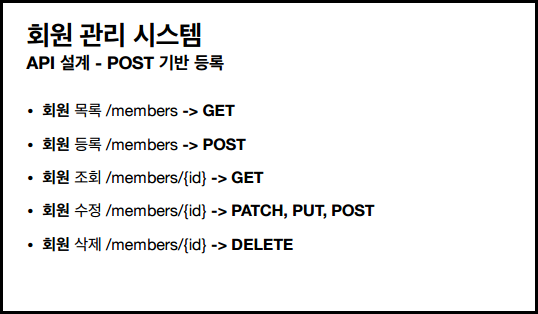 회원 관리 시스템
API 설계 - POST 기반 등록
• 회원 목록 /members -> GET
• 회원 등록 /members -> POST
• 회원 조회 /members/{id} -> GET
• 회원 수정 /members/{id} -> PATCH, PUT, POST
• 회원 삭제 /members/{id} -> DELETE